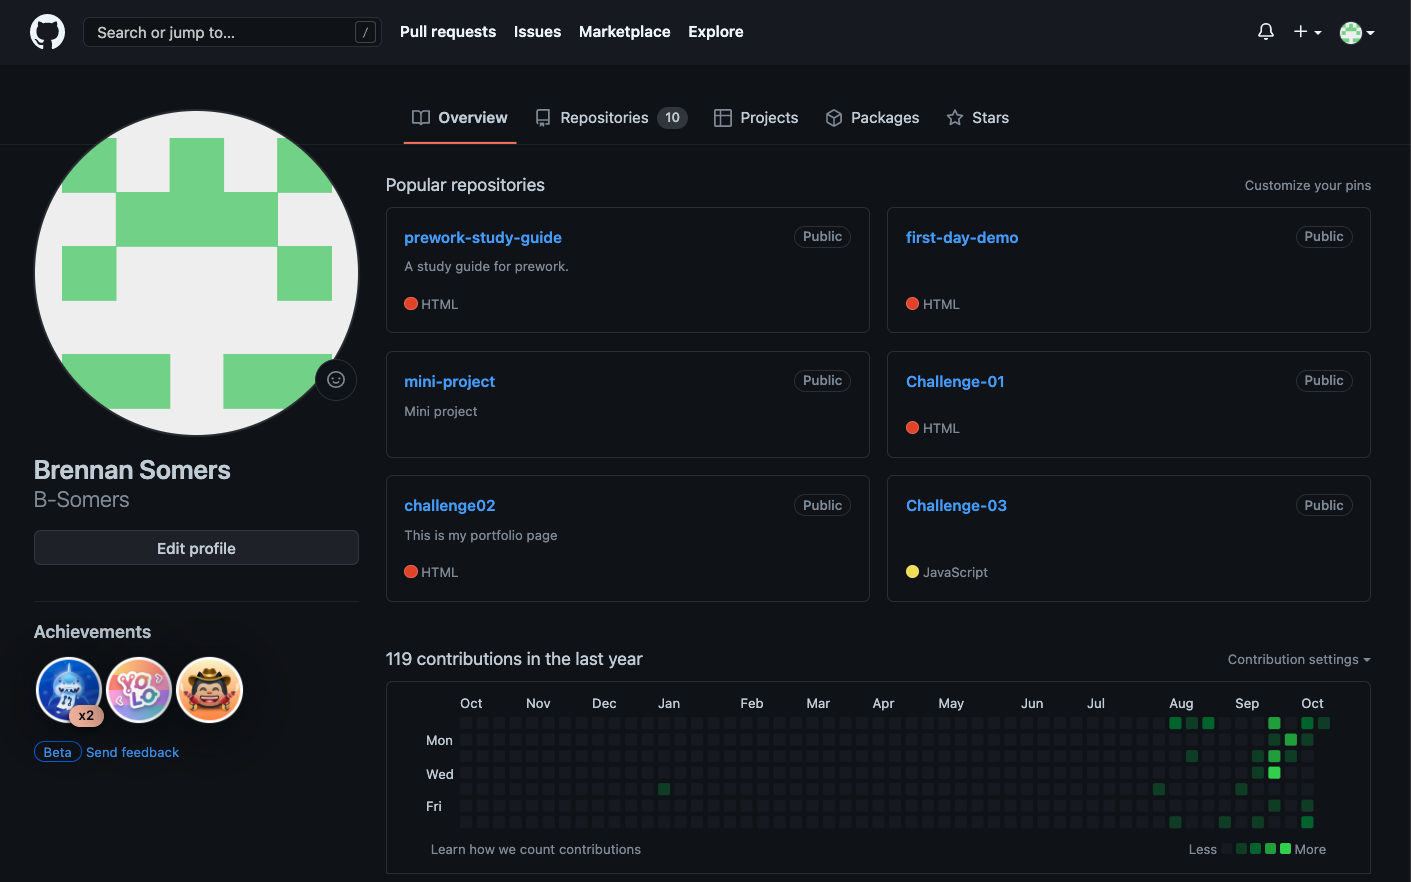 Search or jump to... / Pull requests Issues Marketplace Explore
Overview Repositories 10 Projects Packages Stars
Popular repositories Customize your pins
prework-study-guide Public
A study guide for prework.
HTML
first-day-demo Public
HTML
mini-project Public
Mini project
Challenge-01 Public
HTML
challenge02 Public
This is my portfolio page
HTML
Challenge-03 Public
JavaScript
Brennan Somers
B-Somers
Edit profile
Achievements
x2
YOLO
Beta Send feedback
119 contributions in the last year Contribution settings
Oct Nov Dec Jan Feb Mar Apr May Jun Jul Aug Sep Oct
Mon
Wed
Fri
Learn how we count contributions Less More